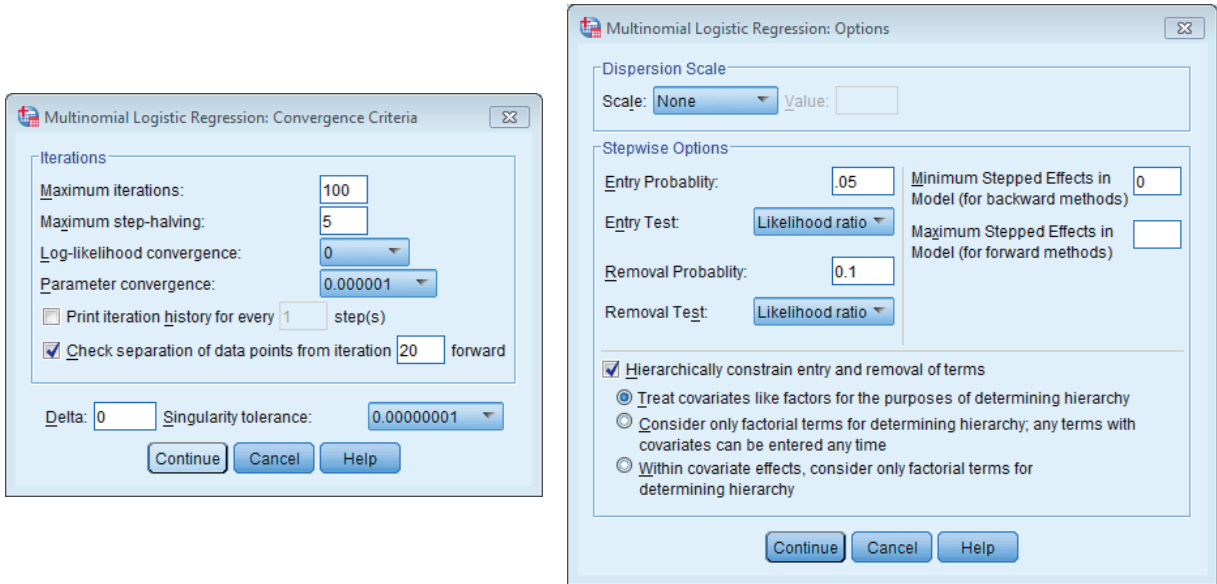 Multinomial Logistic Regression: Convergence Criteria
Iterations
Maximum iterations: 100
Maximum step-halving: 5
Log-likelihood convergence: 0
Parameter convergence: 0.000001
Print iteration history for every 1 step(s)
Check separation of data points from iteration 20 forward
Delta: 0 Singularity tolerance: 0.00000001
Continue Cancel Help
Multinomial Logistic Regression: Options
Dispersion Scale
Scale: None Value:
Stepwise Options
Entry Probablity: .05
Entry Test: Likelihood ratio
Removal Probablity: 0.1
Removal Test: Likelihood ratio
Minimum Stepped Effects in 0
Model (for backward methods)
Maximum Stepped Effects in
Model (for forward methods)
Hierarchically constrain entry and removal of terms
Treat covariates like factors for the purposes of determining hierarchy
Consider only factorial terms for determining hierarchy; any terms with
covariates can be entered any time
Within covariate effects, consider only factorial terms for
determining hierarchy
Continue Cancel Help